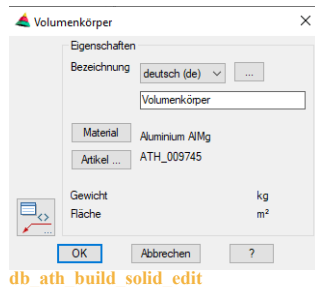 Volumenkörper
Eigenschaften
Bezeichnung deutsch (de) ...
Volumenkörper
Material Aluminium AlMg
Artikel ... ATH_009745
Gewicht kg
Fläche m²
...
OK Abbrechen ?
db ath build solid edit